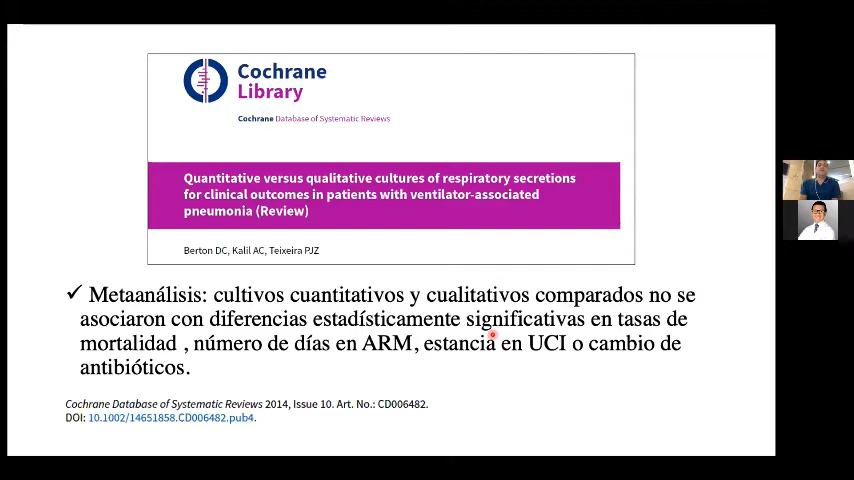 Cochrane
Library
Cochrane Database of Systematic Reviews
Quantitative versus qualitative cultures of respiratory secretions
for clinical outcomes in patients with ventilator-associated
pneumonia (Review)
Berton DC, Kalil AC, Teixeira PJZ
✓ Metaanálisis: cultivos cuantitativos y cualitativos comparados no se
asociaron con diferencias estadísticamente significativas en tasas de
mortalidad , número de días en ARM, estancia en UCI o cambio de
antibióticos.
Cochrane Database of Systematic Reviews 2014, Issue 10. Art. No.: CD006482.
DOI: 10.1002/14651858.CD006482.pub4.